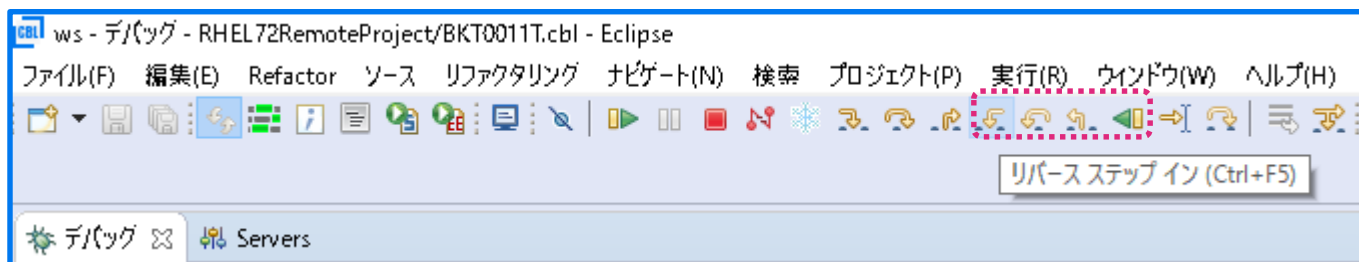 CBL ws - デバッグ - RHEL72RemoteProject/BKT0011T.cbl - Eclipse
ファイル(F) 編集(E) Refactor ソース リファクタリング ナビゲート(N) 検索 プロジェクト(P) 実行(R) ウィンドウ(W) ヘルプ(H)
リバース ステップ イン (Ctrl+F5)
デバッグ Servers